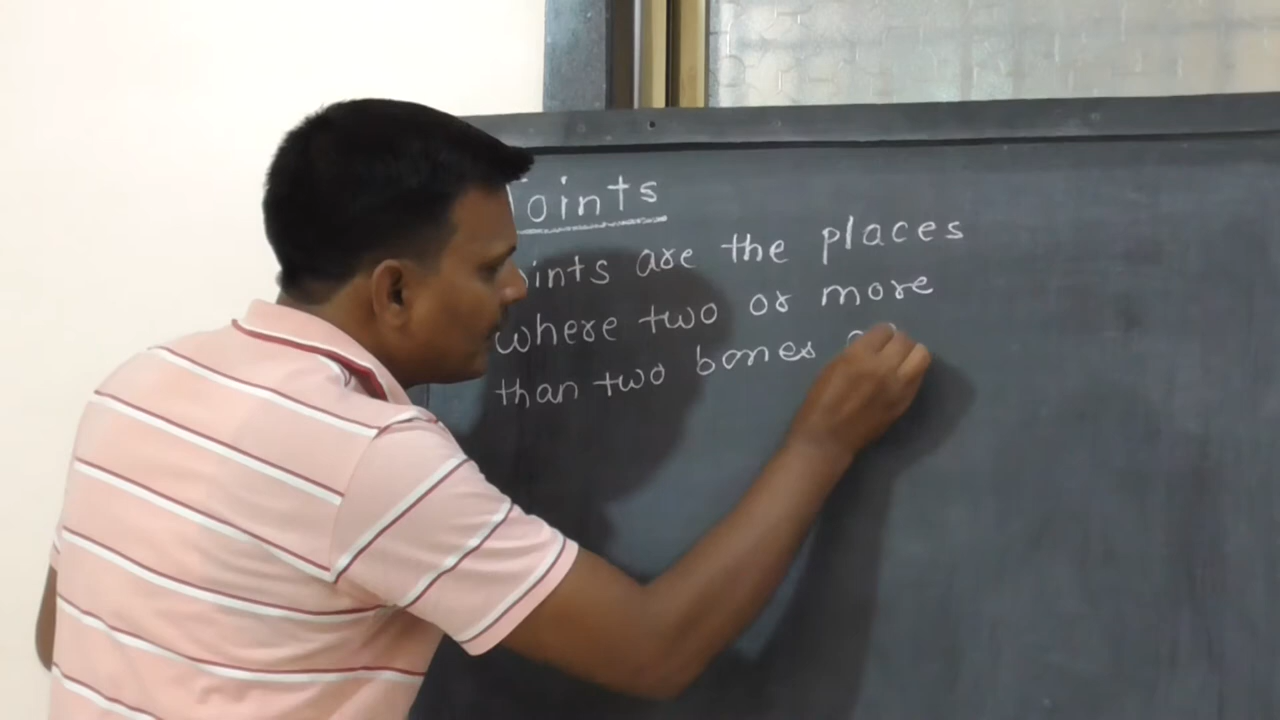 Joints
Joints are the places
where two or more
than two bones